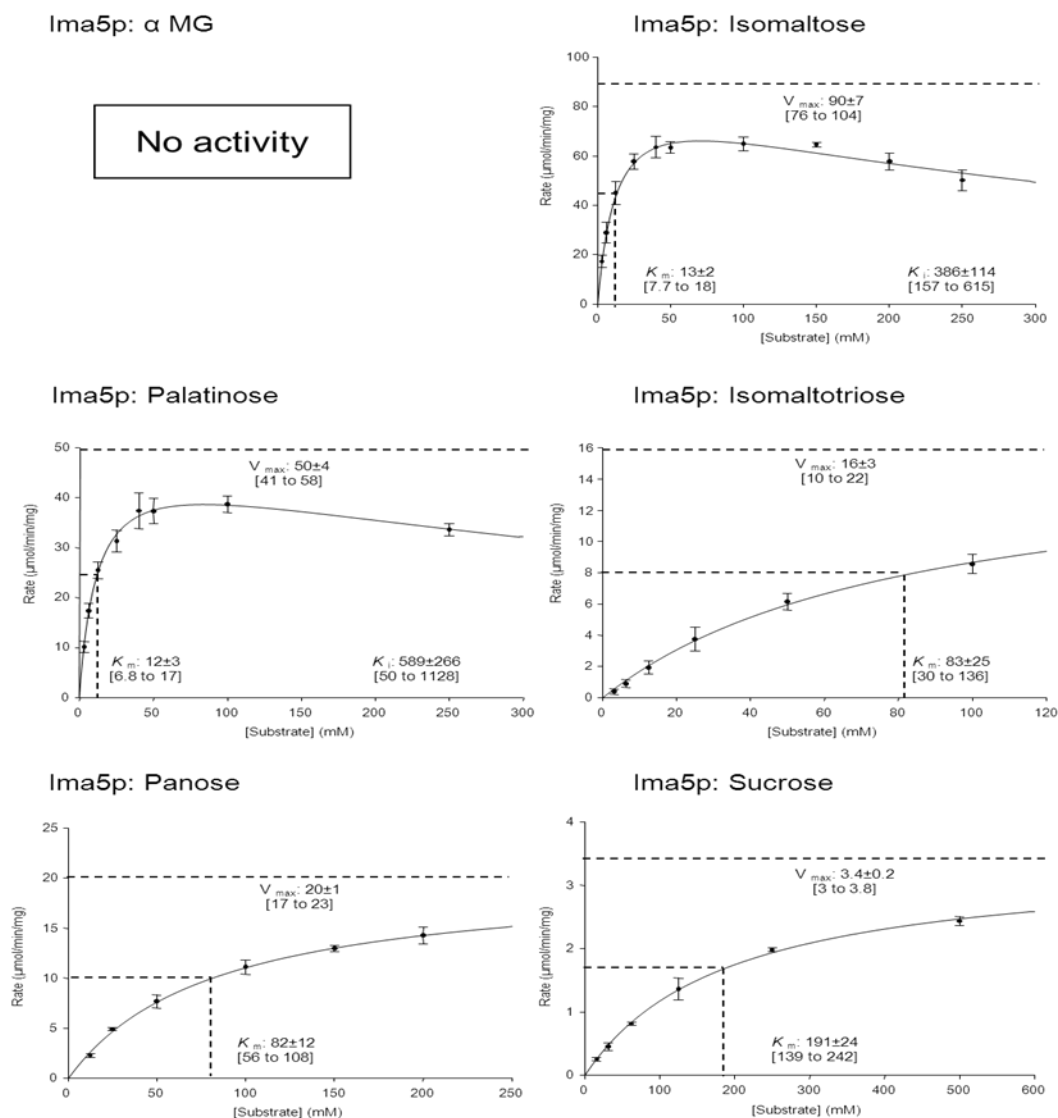 Ima5p: α MG
No activity
Ima5p: Isomaltose
100
90
80
70
60
50
40
30
20
10
0
Rate (μmol/min/mg)
V max: 90±7
[76 to 104]
K m: 13±2
[7.7 to 18]
K i: 386±114
[157 to 615]
0 50 100 150 200 250 300
[Substrate] (mM)
Ima5p: Palatinose
50
40
30
20
10
0
Rate (μmol/min/mg)
V max: 50±4
[41 to 58]
K m: 12±3
[6.8 to 17]
K i: 589±266
[50 to 1128]
0 50 100 150 200 250 300
[Substrate] (mM)
Ima5p: Isomaltotriose
16
14
12
10
8
6
4
2
0
Rate (μmol/min/mg)
V max: 16±3
[10 to 22]
K m: 83±25
[30 to 136]
0 20 40 60 80 100 120
[Substrate] (mM)
Ima5p: Panose
25
20
15
10
5
0
Rate (μmol/min/mg)
V max: 20±1
[17 to 23]
K m: 82±12
[56 to 108]
0 50 100 150 200 250
[Substrate] (mM)
Ima5p: Sucrose
4
3
2
1
0
Rate (μmol/min/mg)
V max: 3.4±0.2
[3 to 3.8]
K m: 191±24
[139 to 242]
0 100 200 300 400 500 600
[Substrate] (mM)